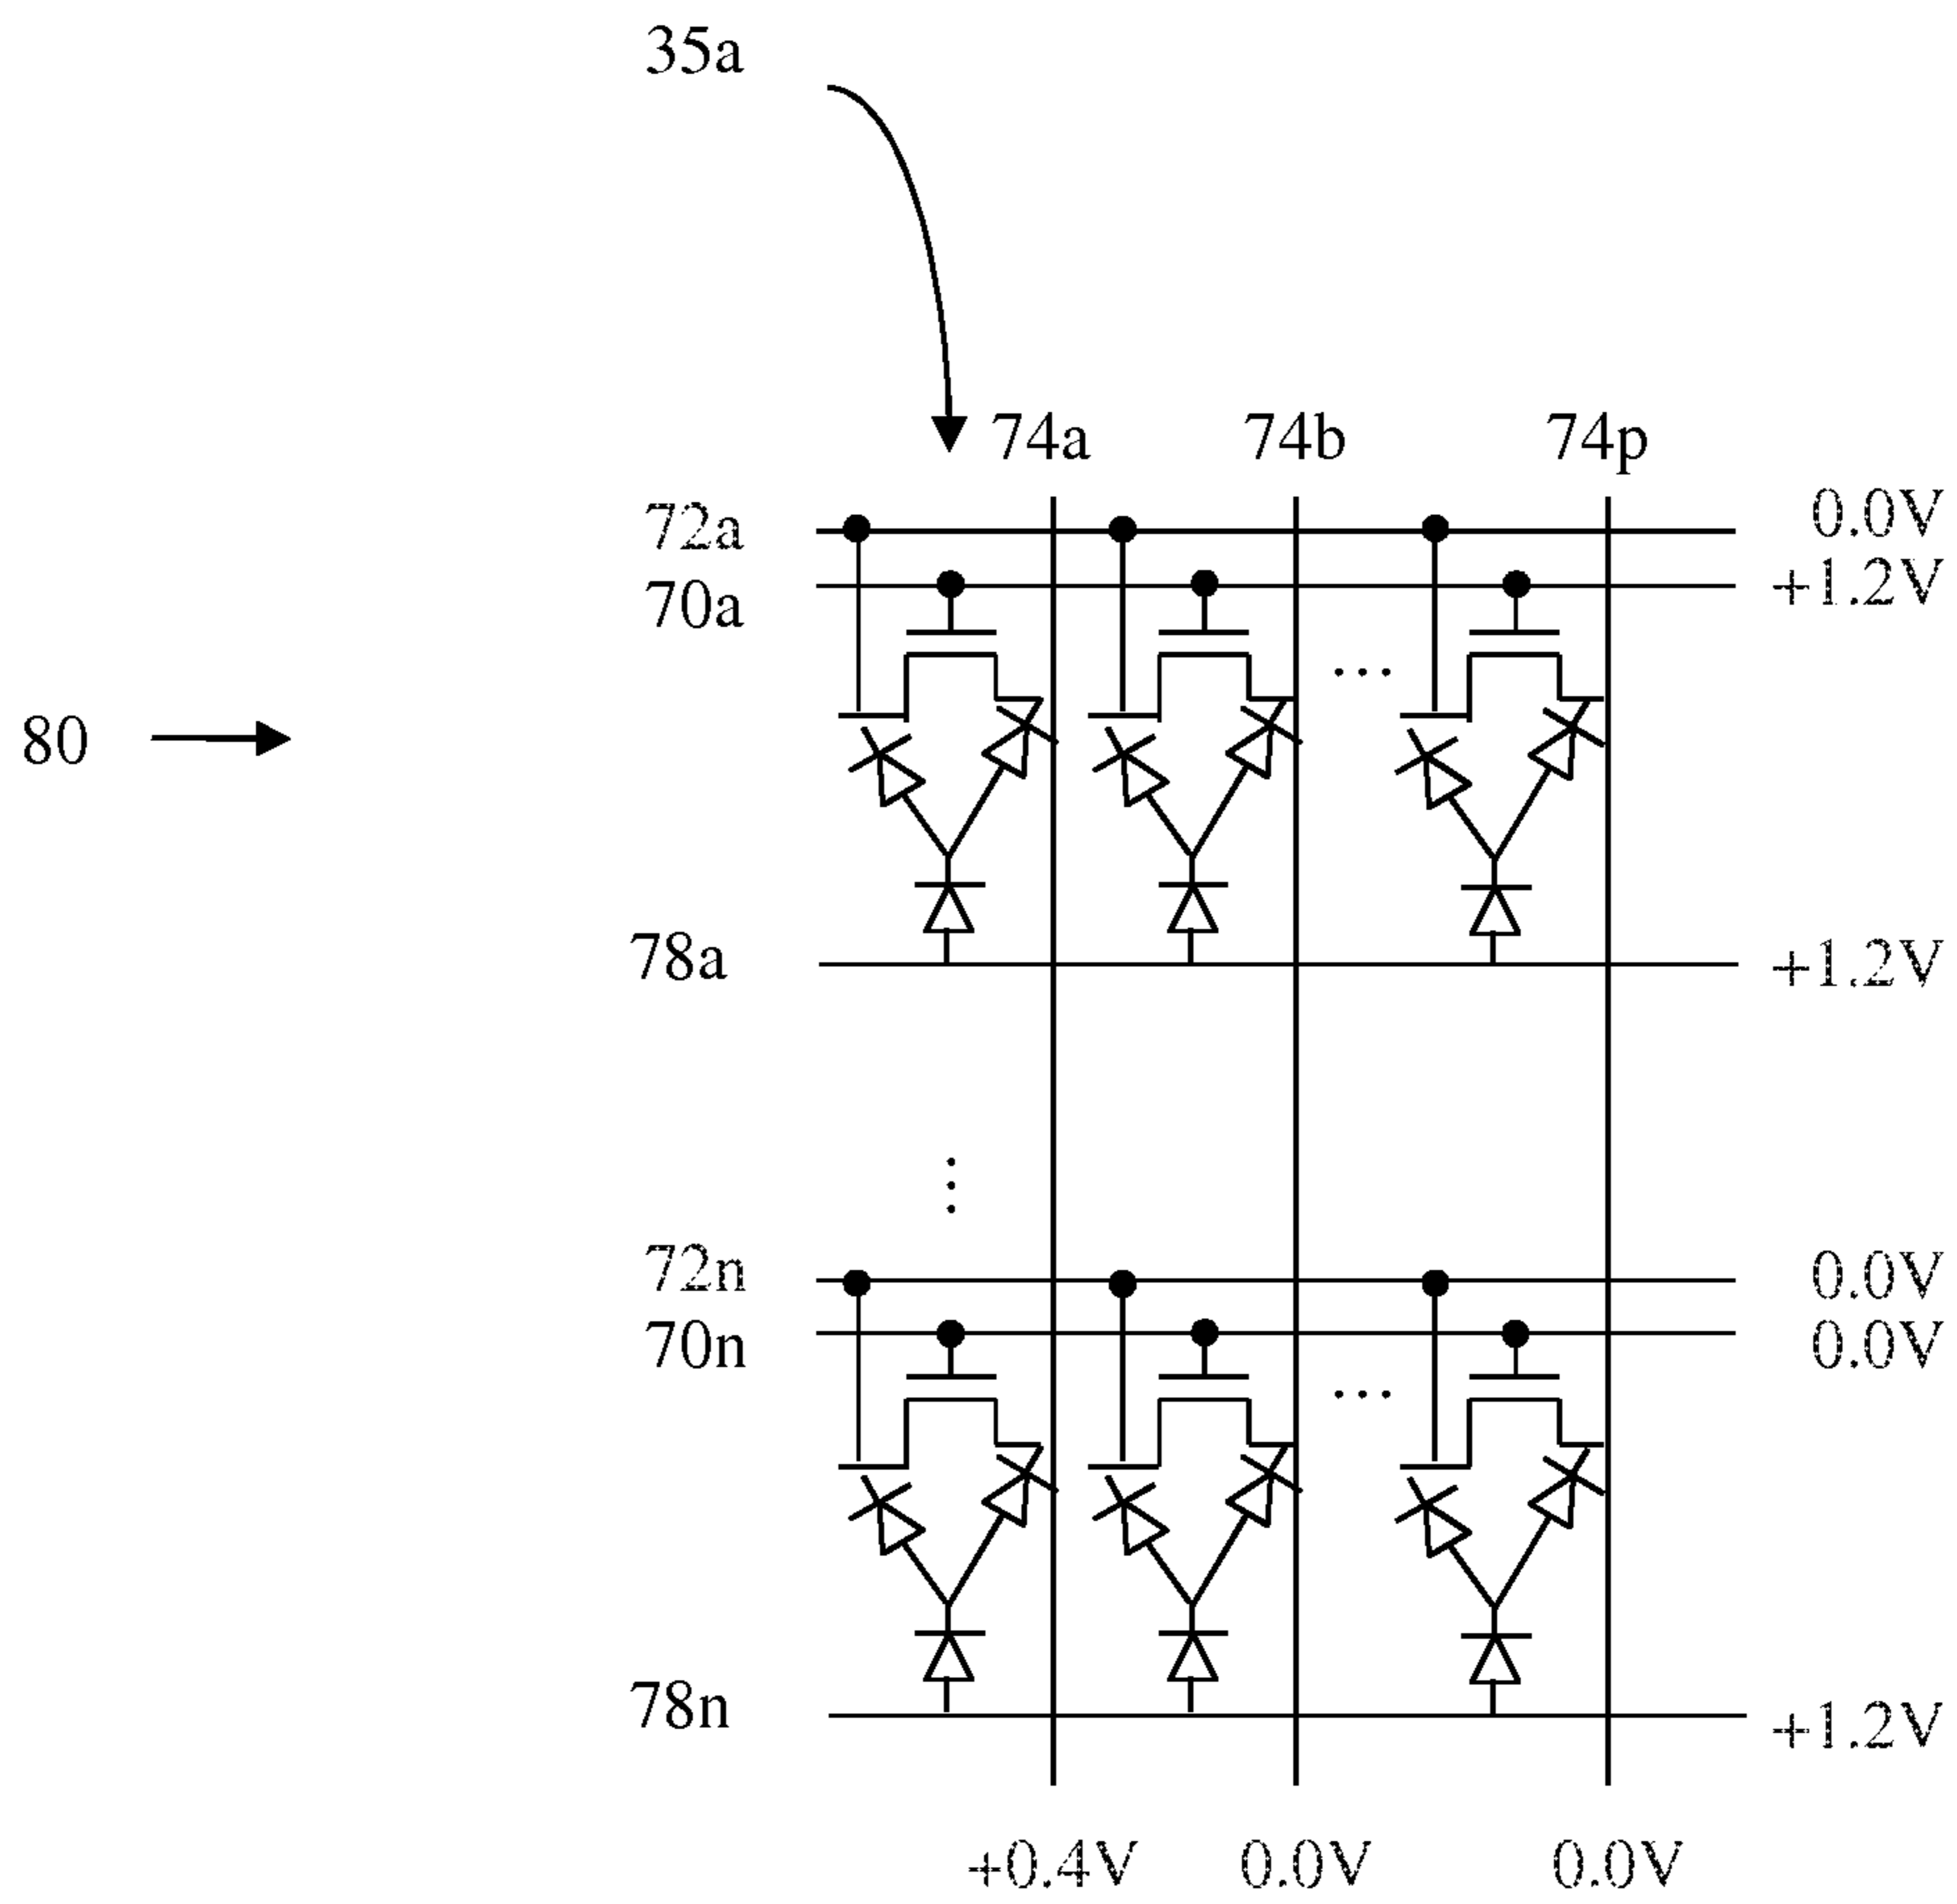 35a
74a 74b 74p
72a 0.0V
70a +1.2V
...
80
78a +1.2V
72n 0.0V
70n 0.0V
...
78n +1.2V
+0.4V 0.0V 0.0V